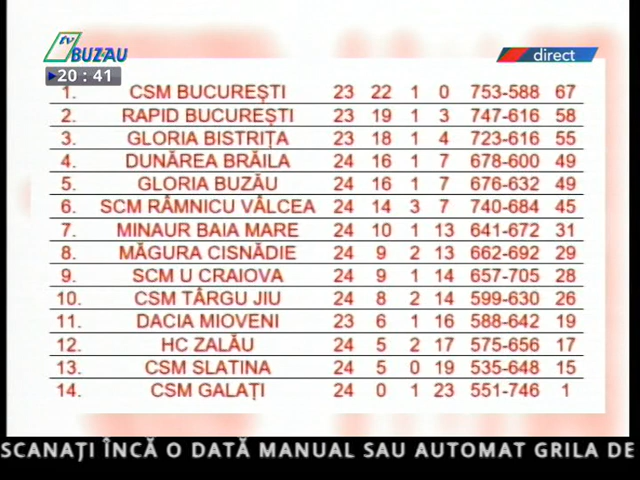 tv
BUZĂU
direct
20:41
1. CSM BUCUREȘTI 23 22 1 0 753-588 67
2. RAPID BUCUREȘTI 23 19 1 3 747-616 58
3. GLORIA BISTRIȚA 23 18 1 4 723-616 55
4. DUNĂREA BRĂILA 24 16 1 7 678-600 49
5. GLORIA BUZĂU 24 16 1 7 676-632 49
6. SCM RÂMNICU VÂLCEA 24 14 3 7 740-684 45
7. MINAUR BAIA MARE 24 10 1 13 641-672 31
8. MĂGURA CISNĂDIE 24 9 2 13 662-692 29
9. SCM U CRAIOVA 24 9 1 14 657-705 28
10. CSM TÂRGU JIU 24 8 2 14 599-630 26
11. DACIA MIOVENI 23 6 1 16 588-642 19
12. HC ZALĂU 24 5 2 17 575-656 17
13. CSM SLATINA 24 5 0 19 535-648 15
14. CSM GALAȚI 24 0 1 23 551-746 1
SCANAȚI ÎNCĂ O DATĂ MANUAL SAU AUTOMAT GRILA DE